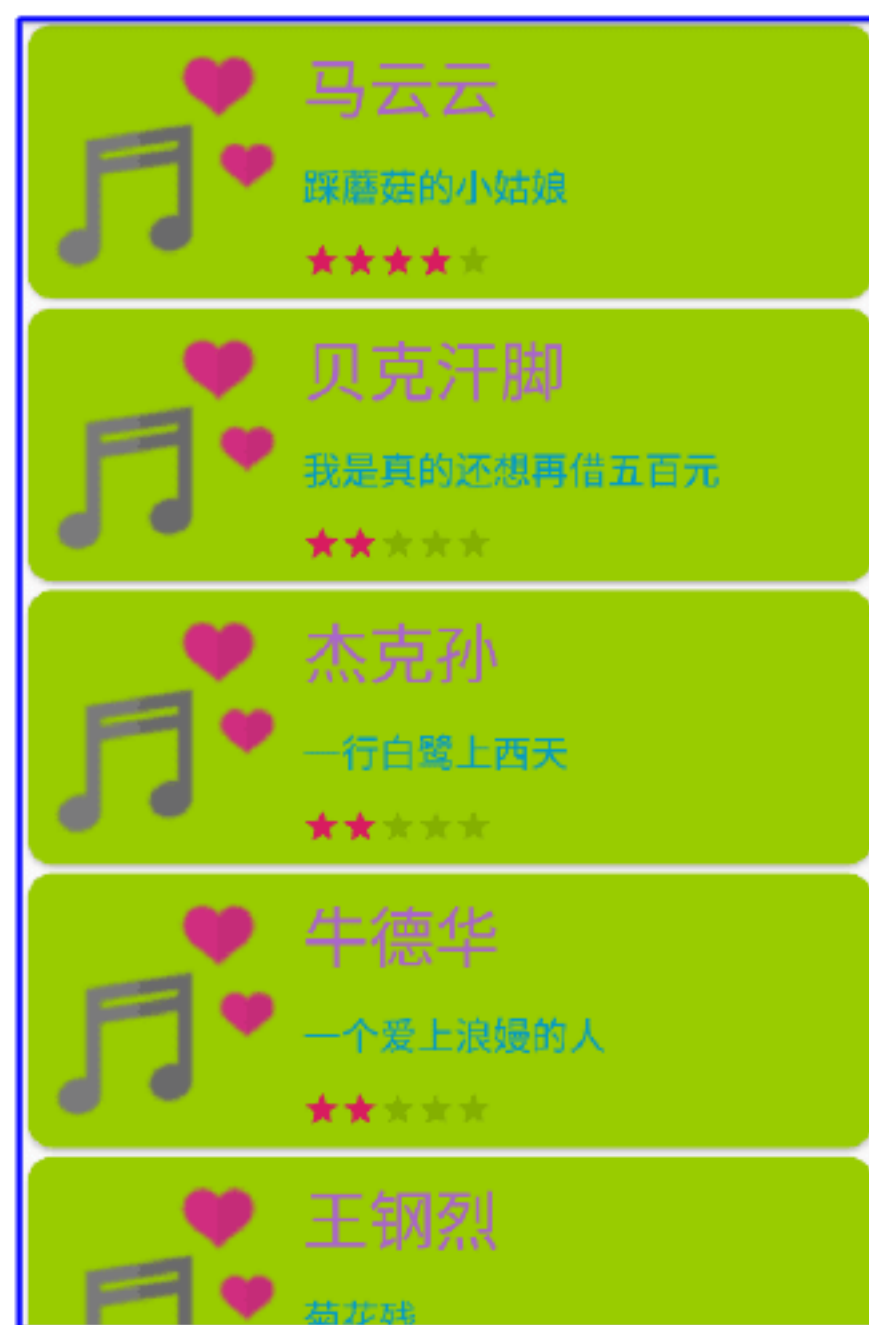 马云云
踩蘑菇的小姑娘
贝克汗脚
我是真的还想再借五百元
杰克孙
一行白鹭上西天
牛德华
一个爱上浪嫚的人
王钢烈
菊花残